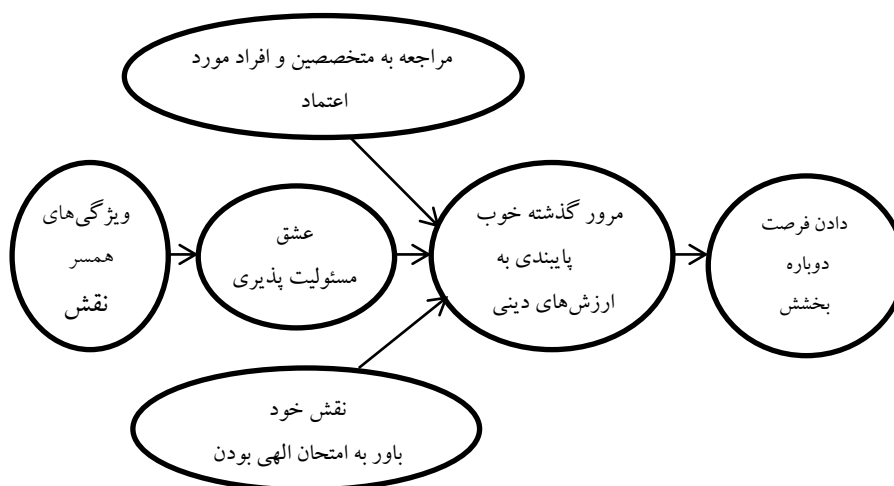 مراجعه به متخصصین و افراد مورد
اعتماد
ویژگی‌های
همسر
نقش
عشق
مسئولیت پذیری
مرور گذشته خوب
پایبندی به
ارزش‌های دینی
دادن فرصت
دوباره
بخشش
نقش خود
باور به امتحان الهی بودن